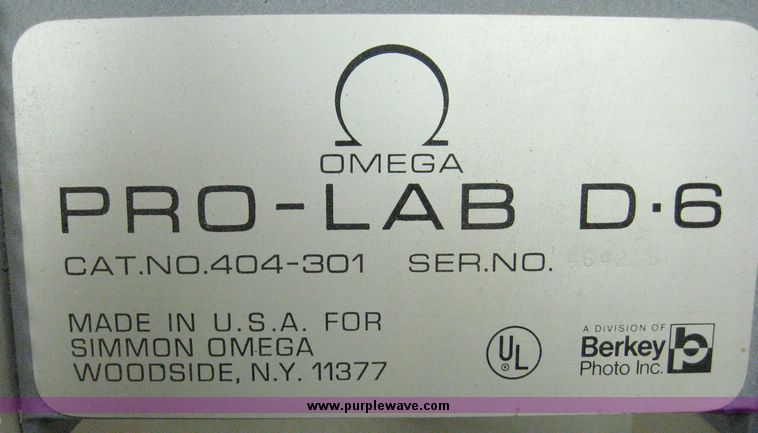 OMEGA
PRO-LAB D·6
CAT.NO.404-301 SER.NO.
MADE IN U.S.A. FOR
SIMMON OMEGA
WOODSIDE, N.Y. 11377
UL
A DIVISION OF
Berkey
Photo Inc.
www.purplewave.com